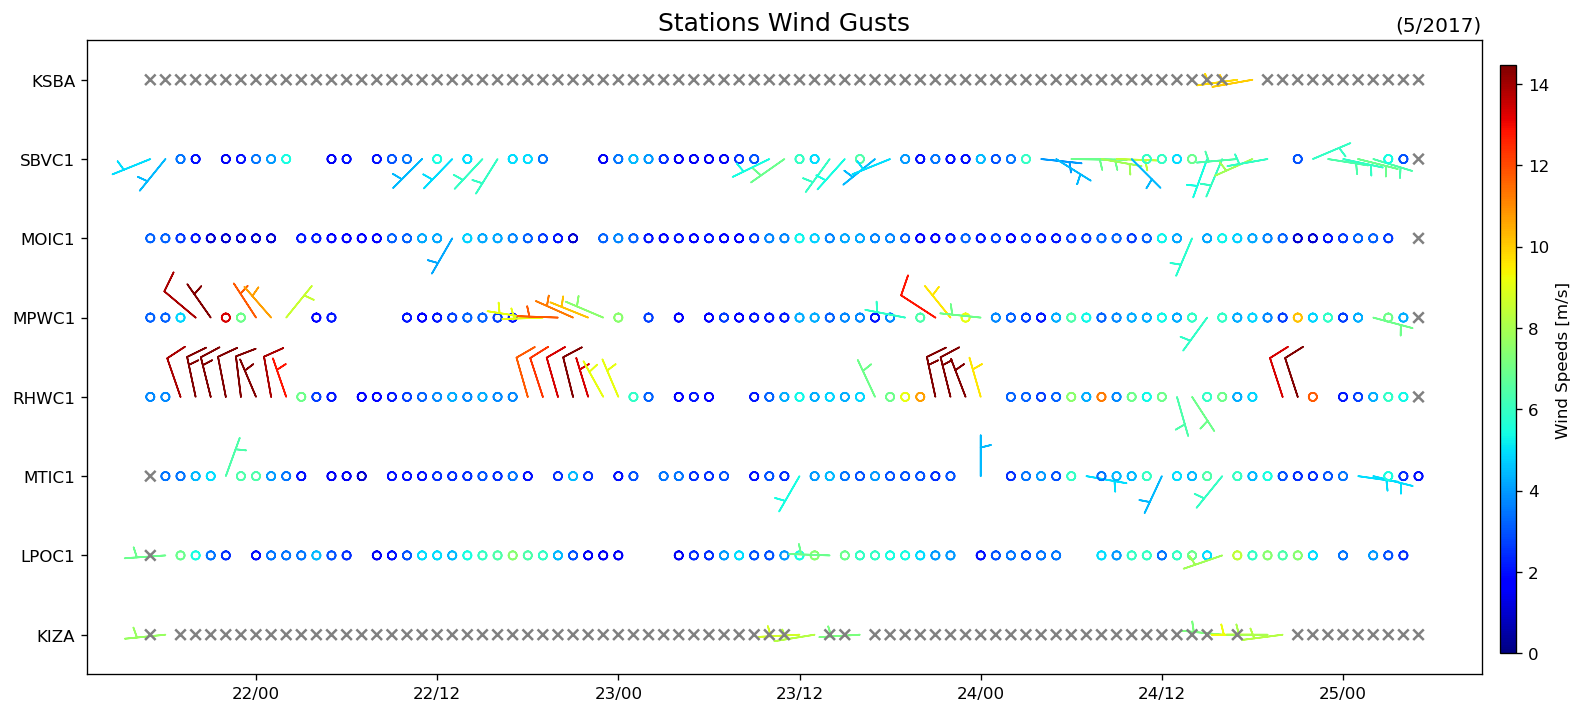 Stations Wind Gusts
(5/2017)
KSBA
SBVC1
MOIC1
MPWC1
RHWC1
MTIC1
LPOC1
KIZA
22/00
22/12
23/00
23/12
24/00
24/12
25/00
14
12
10
8
6
4
2
0
Wind Speeds [m/s]